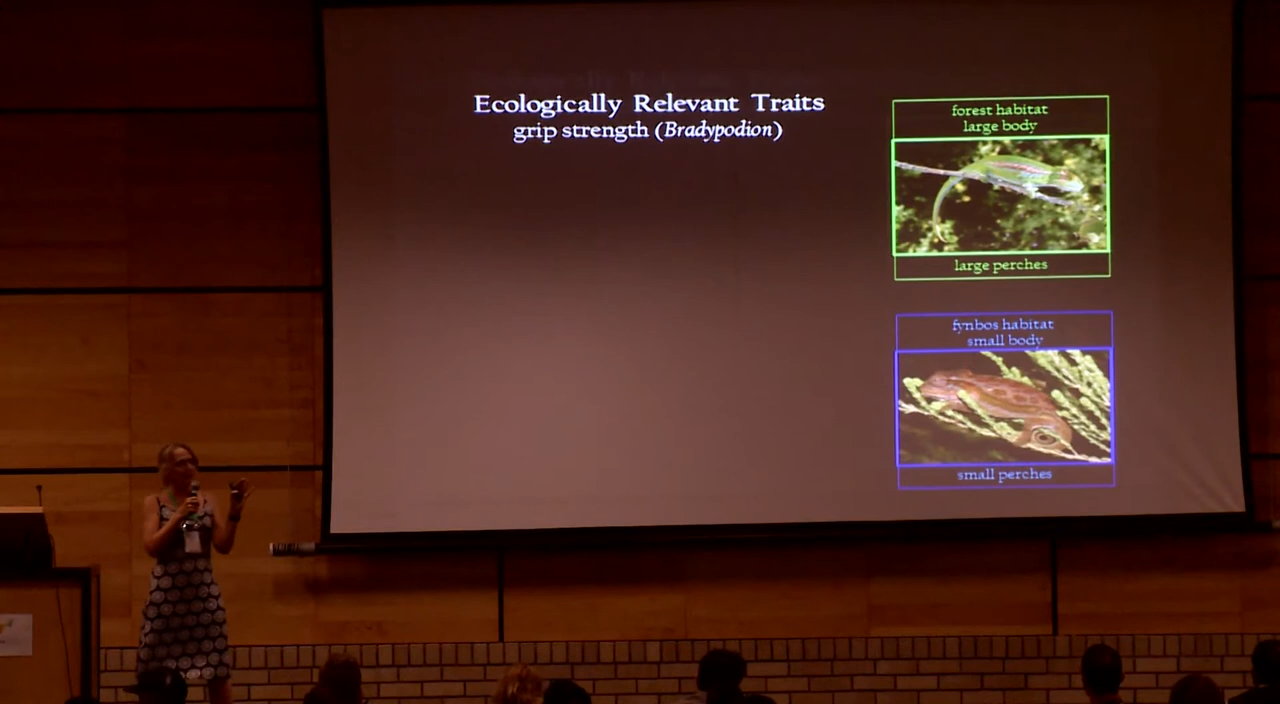 Ecologically Relevant Traits
grip strength (Bradypodion)
forest habitat
large body
large perches
fynbos habitat
small body
small perches